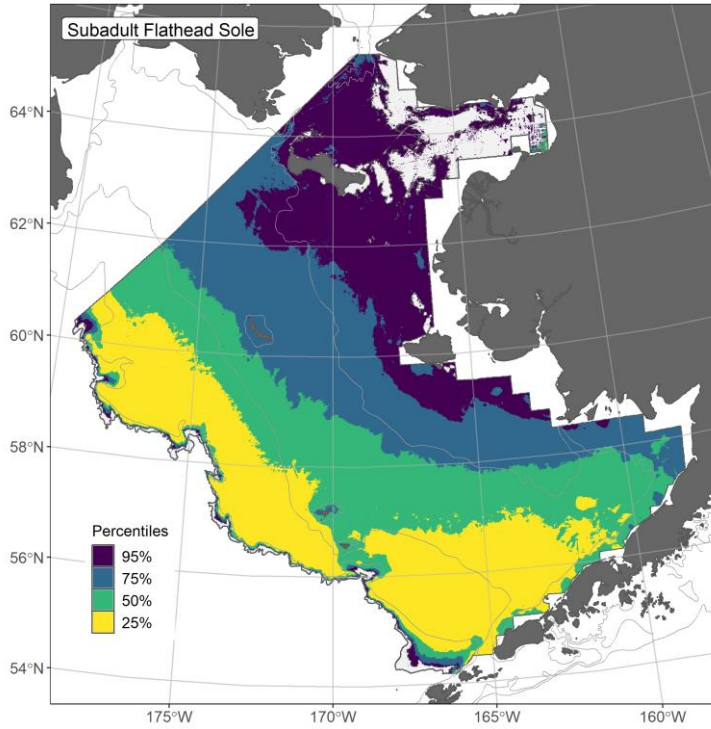 Subadult Flathead Sole
64°N
62°N
60°N
58°N
56°N
54°N
Percentiles
95%
75%
50%
25%
175°W
170°W
165°W
160°W